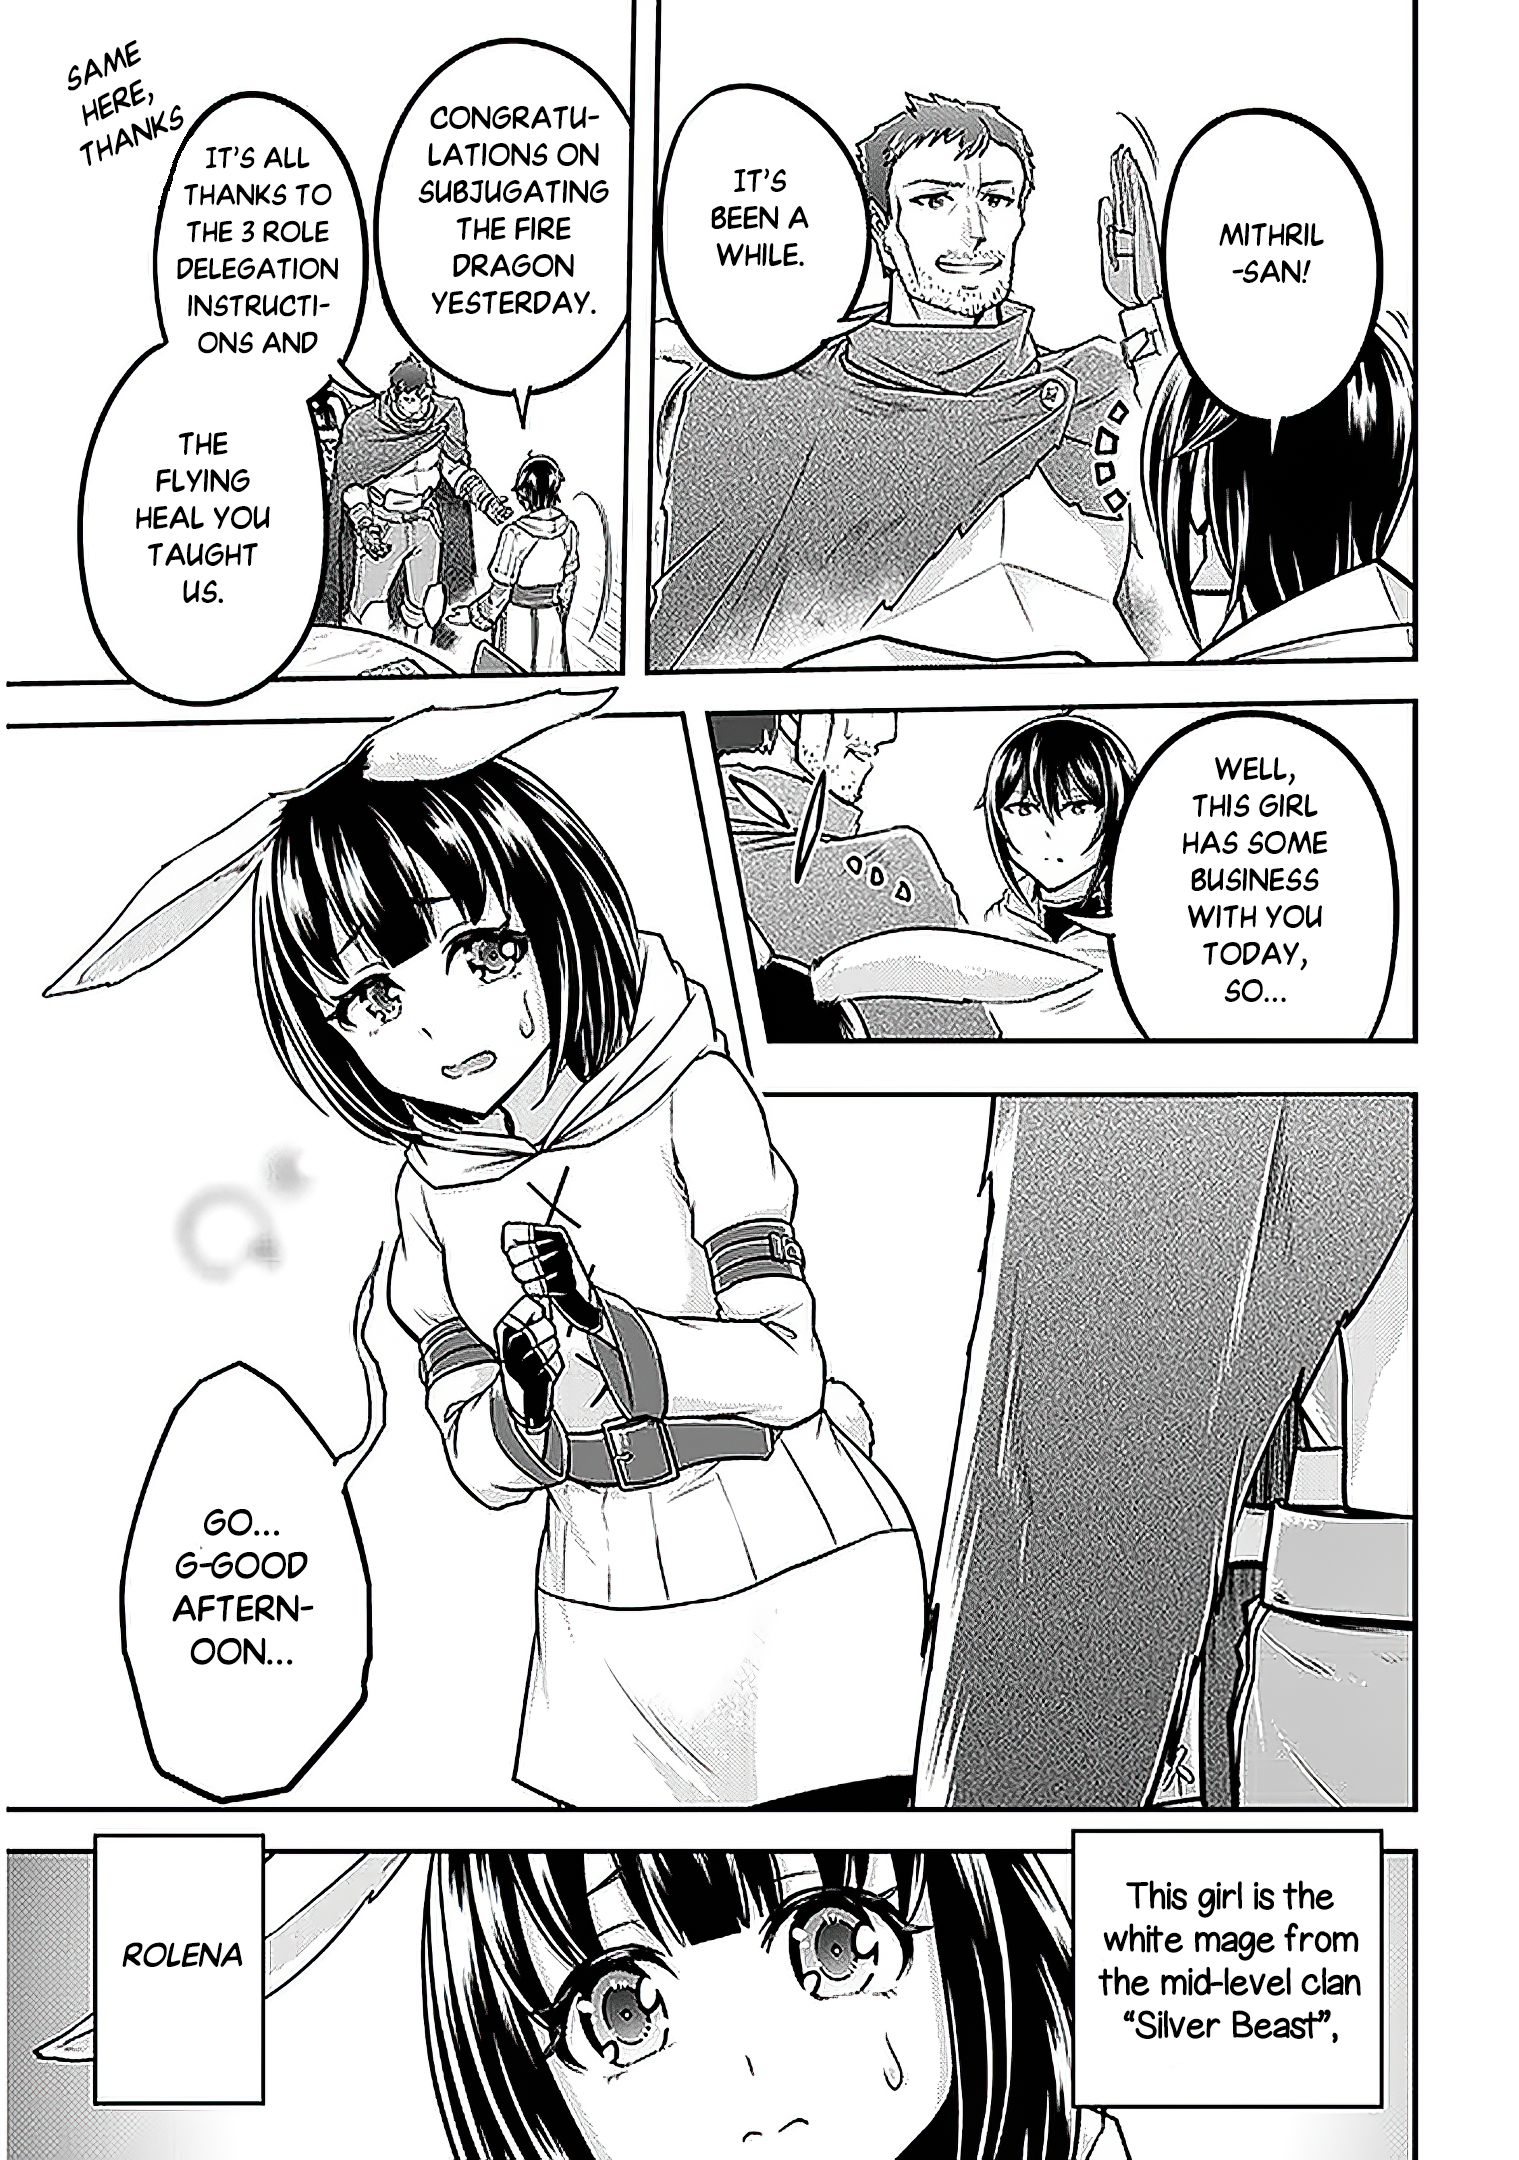 MITHRIL
-SAN!
IT'S
BEEN A
WHILE.
CONGRATU-
LATIONS ON
SUBJUGATING
THE FIRE
DRAGON
YESTERDAY.
IT'S ALL
THANKS TO
THE 3 ROLE
DELEGATION
INSTRUCTI-
ONS AND
THE
FLYING
HEAL YOU
TAUGHT
US.
SAME
HERE,
THANKS
WELL,
THIS GIRL
HAS SOME
BUSINESS
WITH YOU
TODAY,
SO...
GO...
G-GOOD
AFTERN-
OON...
This girl is the
white mage from
the mid-level clan
“Silver Beast”,
ROLENA